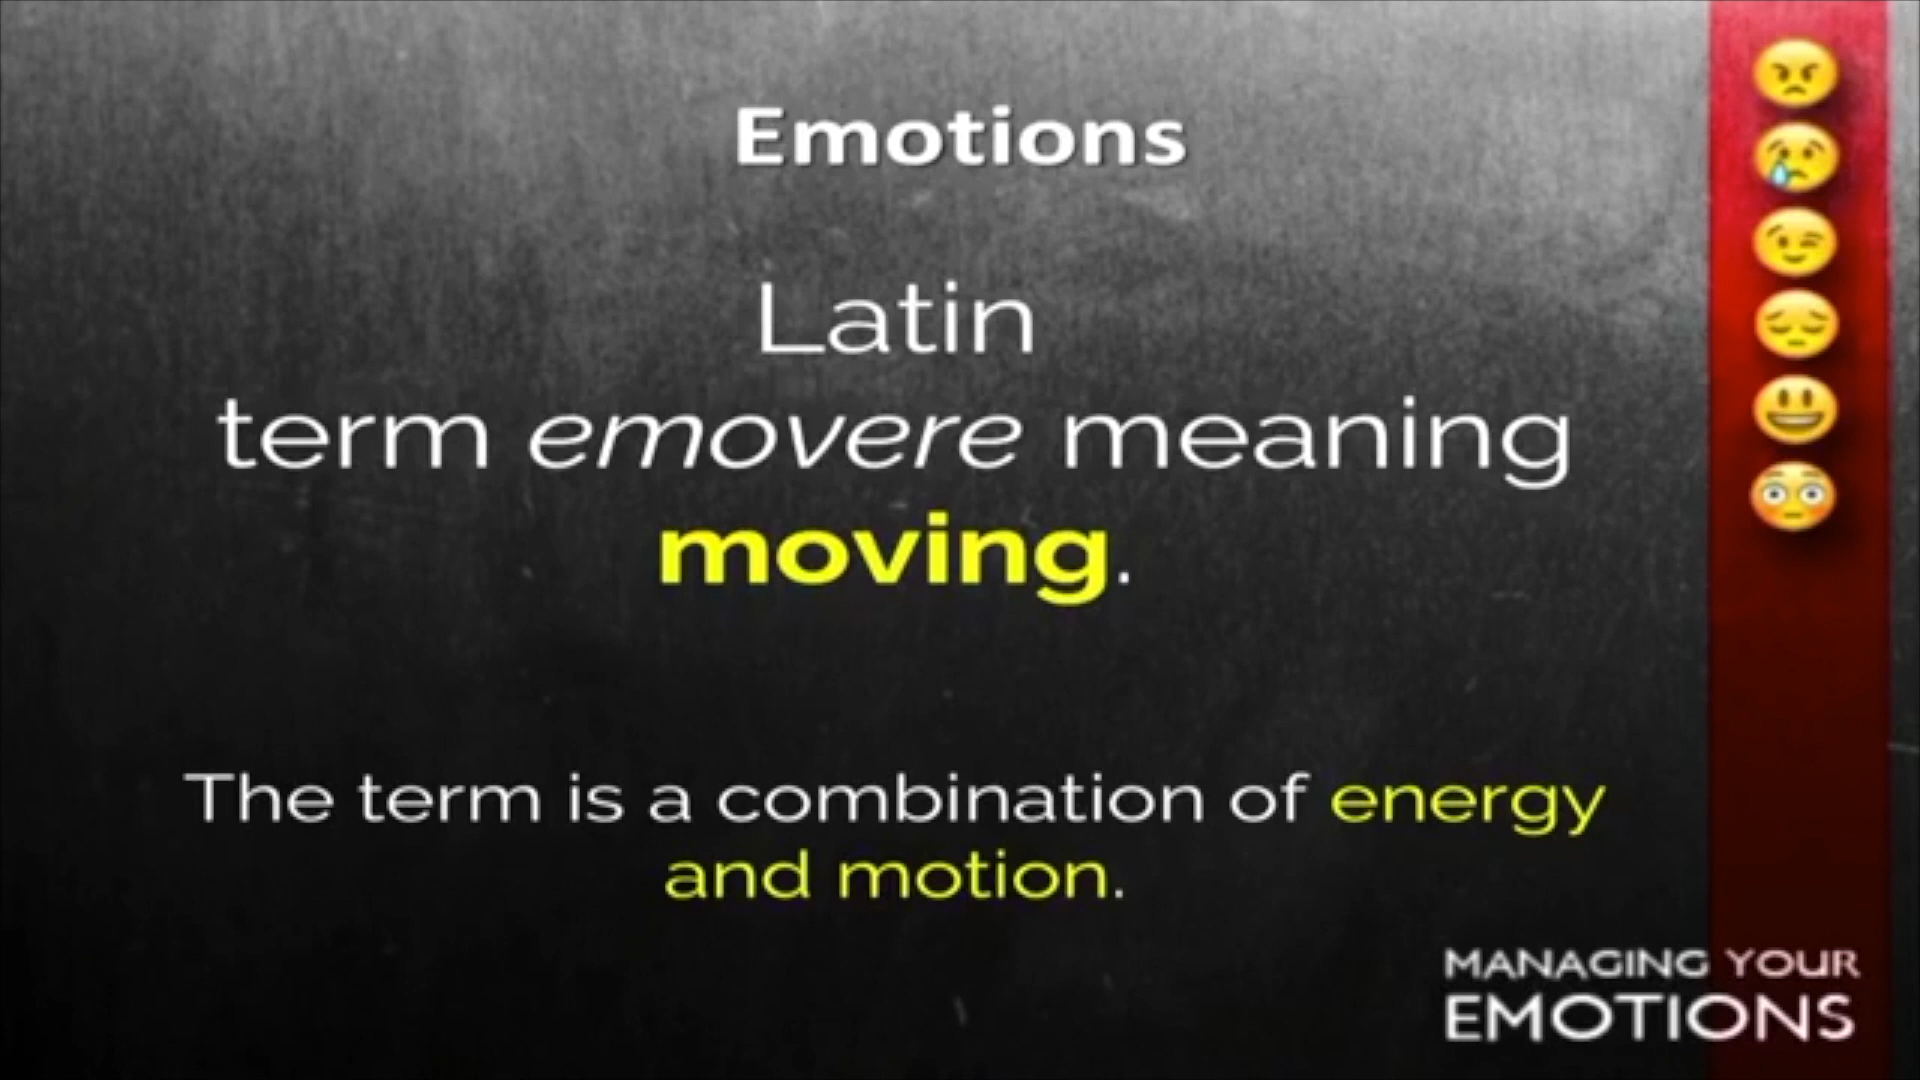 Emotions
Latin
term emovere meaning
moving.
The term is a combination of energy
and motion.
MANAGING YOUR
EMOTIONS